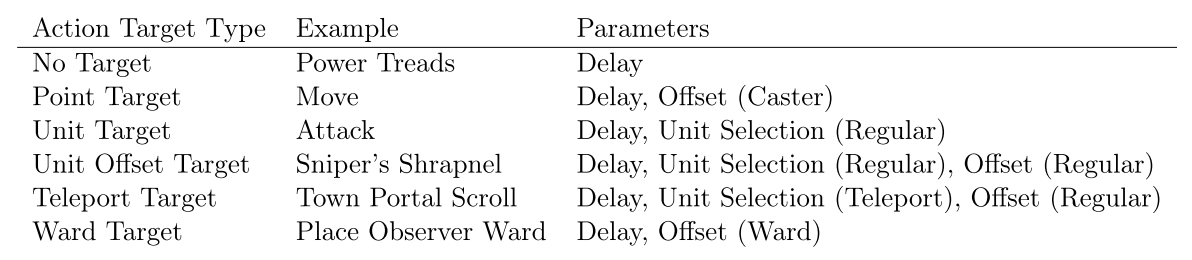 Action Target Type Example Parameters
No Target Power Treads Delay
Point Target Move Delay, Offset (Caster)
Unit Target Attack Delay, Unit Selection (Regular)
Unit Offset Target Sniper's Shrapnel Delay, Unit Selection (Regular), Offset (Regular)
Teleport Target Town Portal Scroll Delay, Unit Selection (Teleport), Offset (Regular)
Ward Target Place Observer Ward Delay, Offset (Ward)